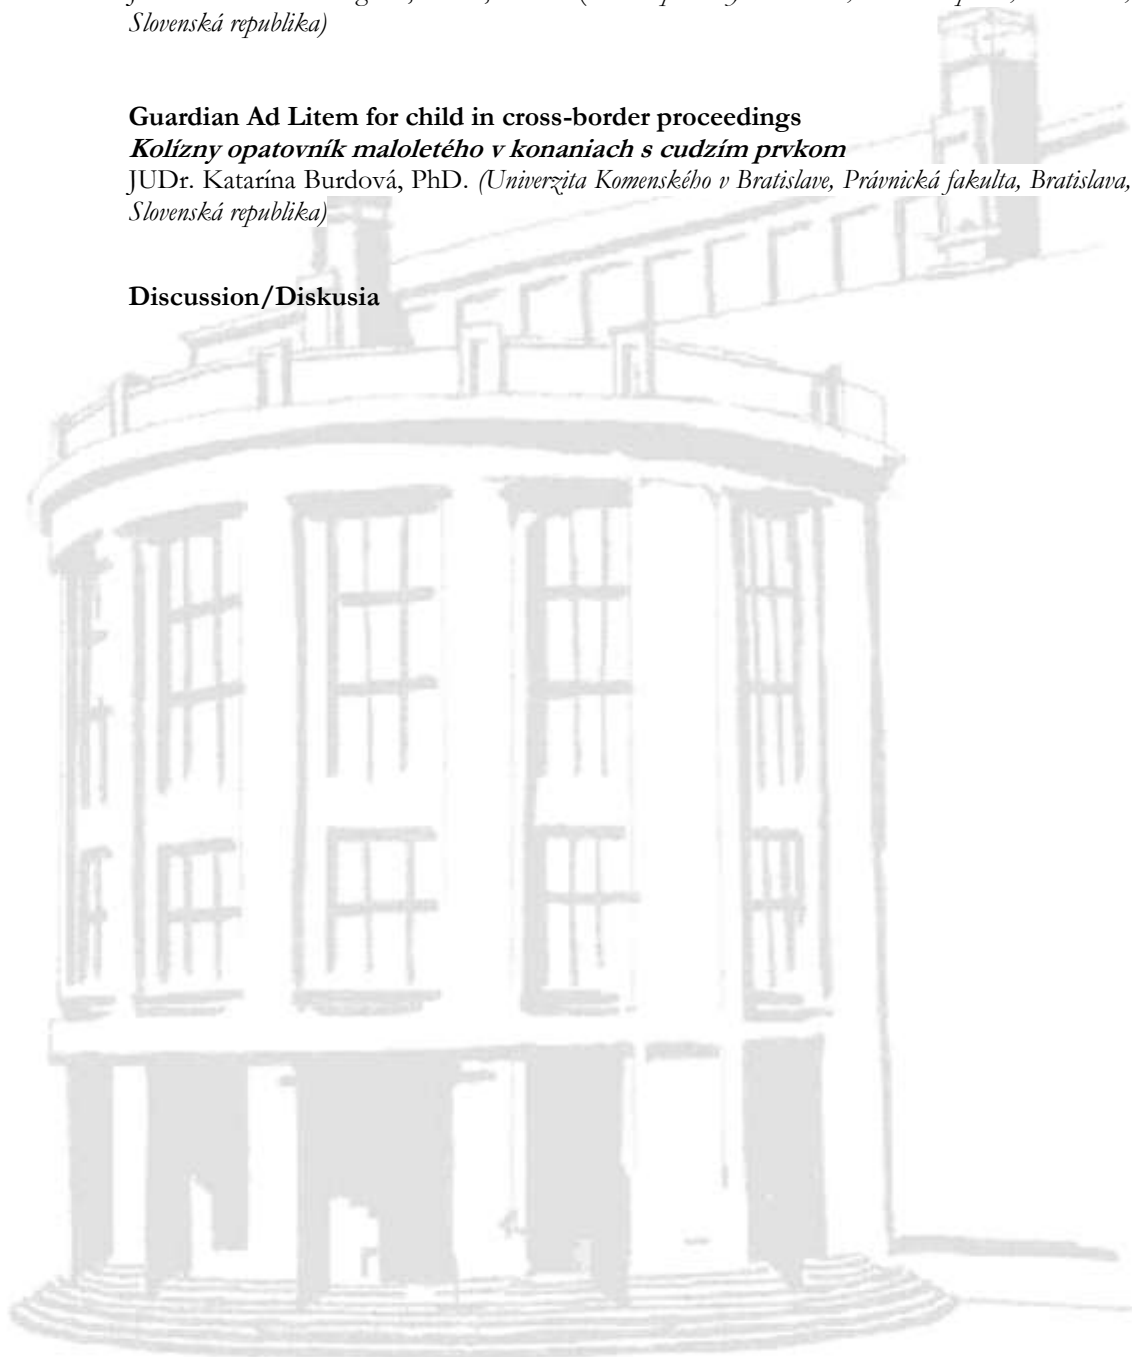 Slovenská republika)
Guardian Ad Litem for child in cross-border proceedings
Kolízny opatovník maloletého v konaniach s cudzím prvkom
JUDr. Katarína Burdová, PhD. (Univerzita Komenského v Bratislave, Právnická fakulta, Bratislava,
Slovenská republika)
Discussion/Diskusia